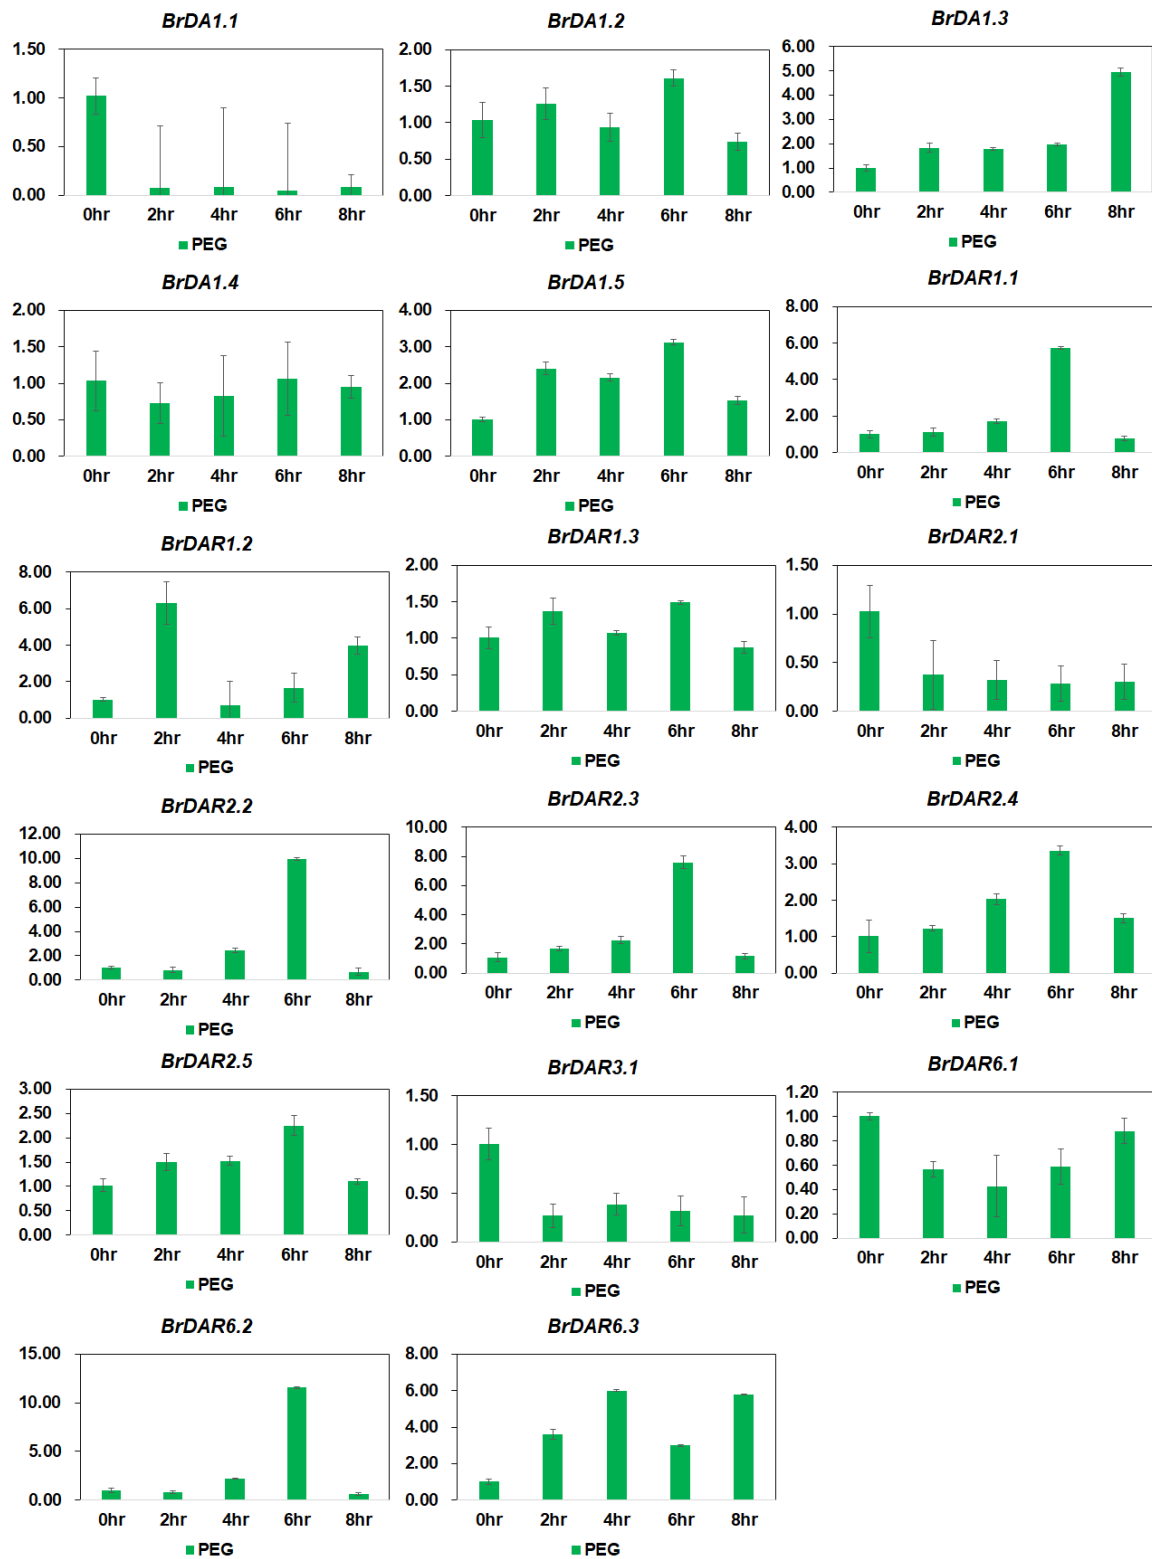 BrDA1.1
1.50
1.00
0.50
0.00
0hr 2hr 4hr 6hr 8hr
PEG
BrDA1.2
2.00
1.50
1.00
0.50
0.00
0hr 2hr 4hr 6hr 8hr
PEG
BrDA1.3
6.00
5.00
4.00
3.00
2.00
1.00
0.00
0hr 2hr 4hr 6hr 8hr
PEG
BrDA1.4
2.00
1.50
1.00
0.50
0.00
0hr 2hr 4hr 6hr 8hr
PEG
BrDA1.5
4.00
3.00
2.00
1.00
0.00
0hr 2hr 4hr 6hr 8hr
PEG
BrDAR1.1
8.00
6.00
4.00
2.00
0.00
0hr 2hr 4hr 6hr 8hr
PEG
BrDAR1.2
8.00
6.00
4.00
2.00
0.00
0hr 2hr 4hr 6hr 8hr
PEG
BrDAR1.3
2.00
1.50
1.00
0.50
0.00
0hr 2hr 4hr 6hr 8hr
PEG
BrDAR2.1
1.50
1.00
0.50
0.00
0hr 2hr 4hr 6hr 8hr
PEG
BrDAR2.2
12.00
10.00
8.00
6.00
4.00
2.00
0.00
0hr 2hr 4hr 6hr 8hr
PEG
BrDAR2.3
10.00
8.00
6.00
4.00
2.00
0.00
0hr 2hr 4hr 6hr 8hr
PEG
BrDAR2.4
4.00
3.00
2.00
1.00
0.00
0hr 2hr 4hr 6hr 8hr
PEG
BrDAR2.5
3.00
2.50
2.00
1.50
1.00
0.50
0.00
0hr 2hr 4hr 6hr 8hr
PEG
BrDAR3.1
1.50
1.00
0.50
0.00
0hr 2hr 4hr 6hr 8hr
PEG
BrDAR6.1
1.20
1.00
0.80
0.60
0.40
0.20
0.00
0hr 2hr 4hr 6hr 8hr
PEG
BrDAR6.2
15.00
10.00
5.00
0.00
0hr 2hr 4hr 6hr 8hr
PEG
BrDAR6.3
8.00
6.00
4.00
2.00
0.00
0hr 2hr 4hr 6hr 8hr
PEG